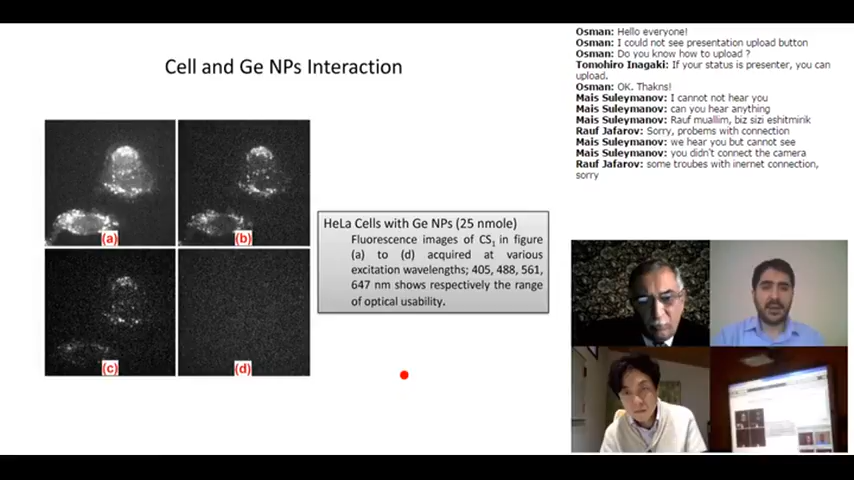 Cell and Ge NPs Interaction
(a)
(b)
(c)
(d)
HeLa Cells with Ge NPs (25 nmole)
Fluorescence images of CS1 in figure
(a) to (d) acquired at various
excitation wavelengths; 405, 488, 561,
647 nm shows respectively the range
of optical usability.
Osman: Hello everyone!
Osman: I could not see presentation upload button
Osman: Do you know how to upload ?
Tomohiro Inagaki: If your status is presenter, you can
upload.
Osman: OK. Thakns!
Mais Suleymanov: I cannot not hear you
Mais Suleymanov: can you hear anything
Mais Suleymanov: Rauf muallim, biz sizi eshitmirik
Rauf Jafarov: Sorry, probems with connection
Mais Suleymanov: we hear you but cannot see
Mais Suleymanov: you didn't connect the camera
Rauf Jafarov: some troubes with inernet connection,
sorry